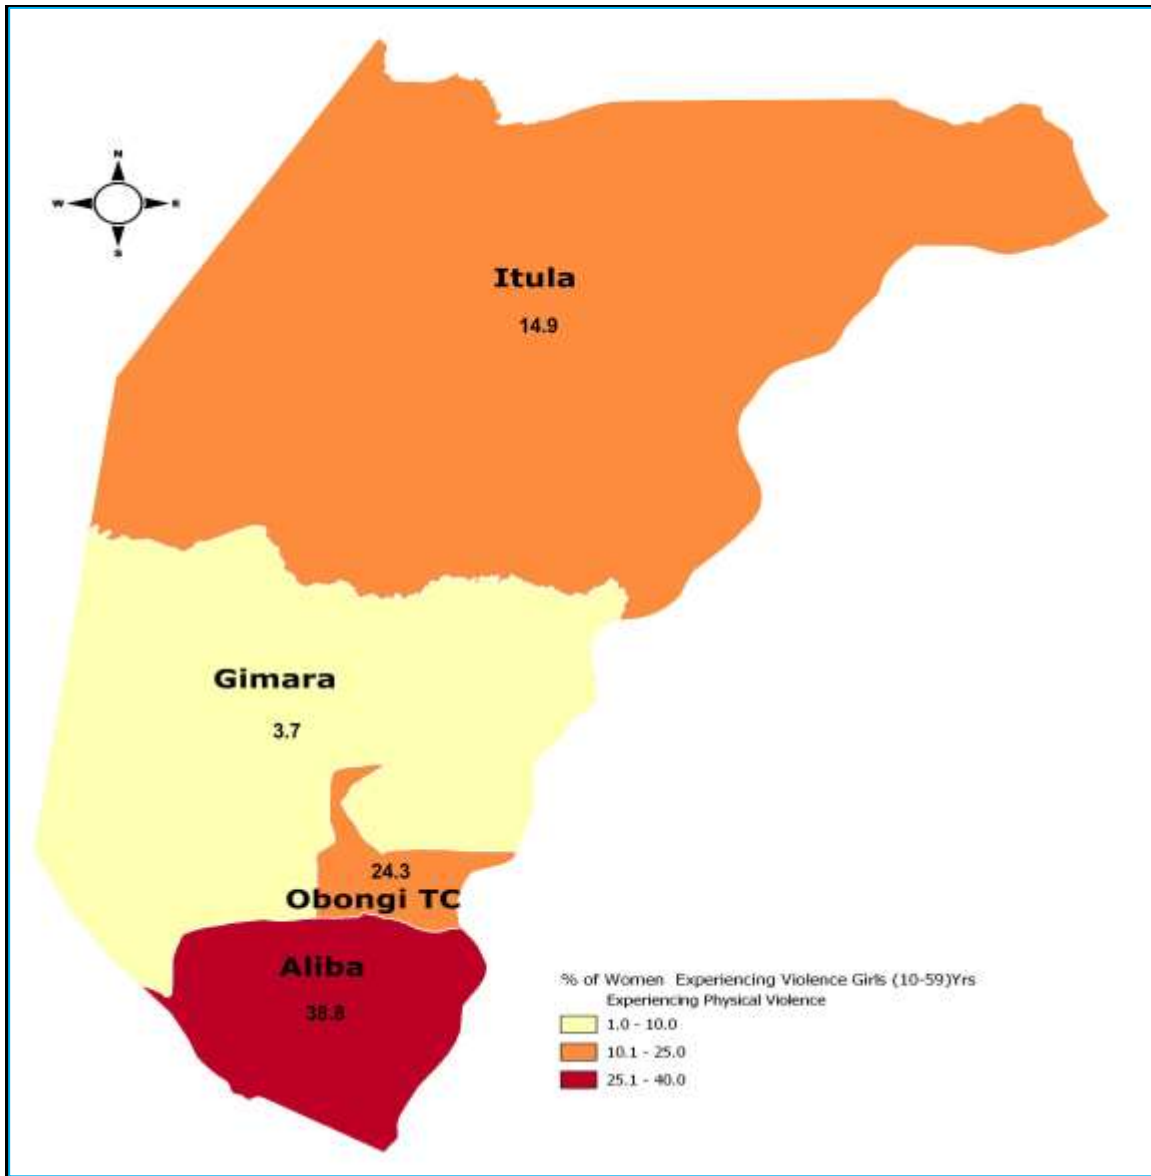 N
W E
S
Itula
14.9
Gimara
3.7
24.3
Obongi TC
Aliba
38.8
% of Women Experiencing Violence Girls (10-59)Yrs
Experiencing Physical Violence
1.0 - 10.0
10.1 - 25.0
25.1 - 40.0